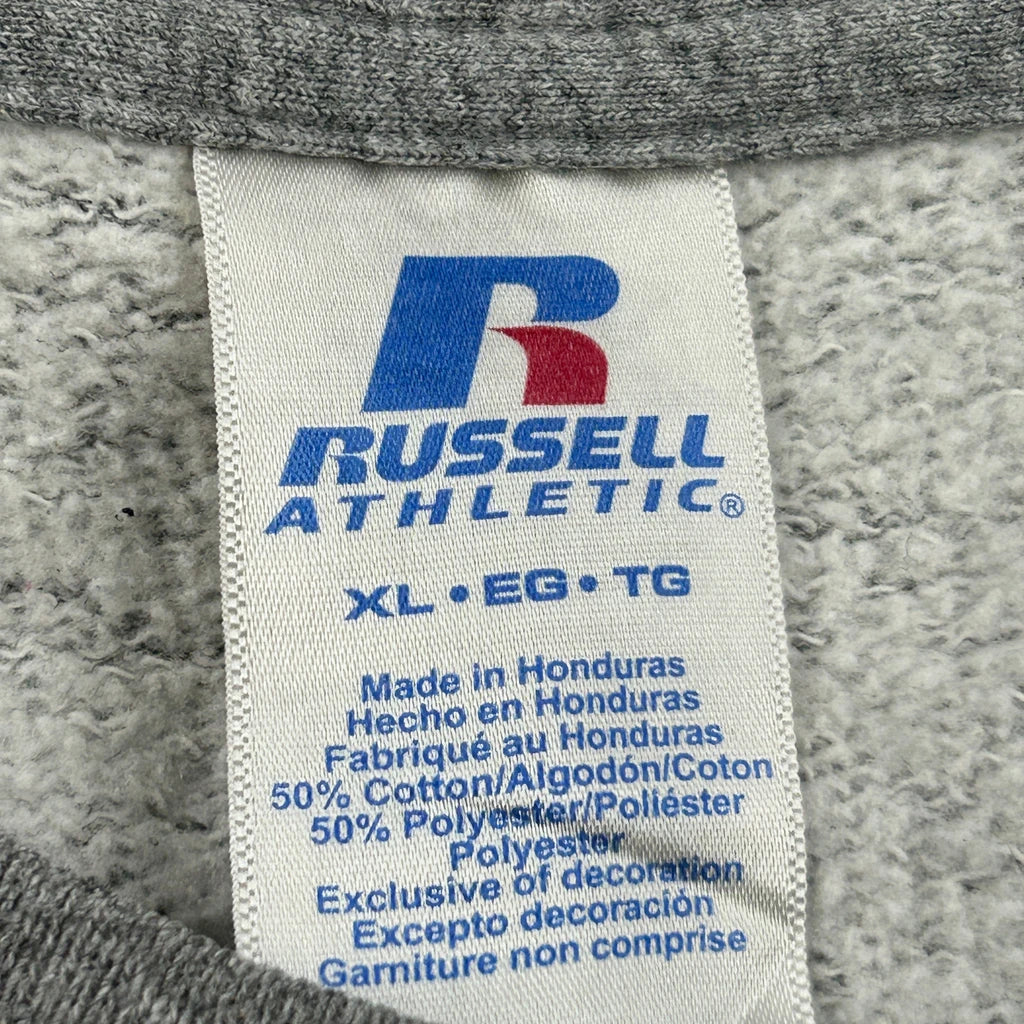 R
RUSSELL
ATHLETIC®
XL • EG • TG
Made in Honduras
Hecho en Honduras
Fabriqué au Honduras
50% Cotton/Algodón/Coton
50% Polyester/Poliéster
Polyester
Exclusive of decoration
Excepto decoración
Garniture non comprise